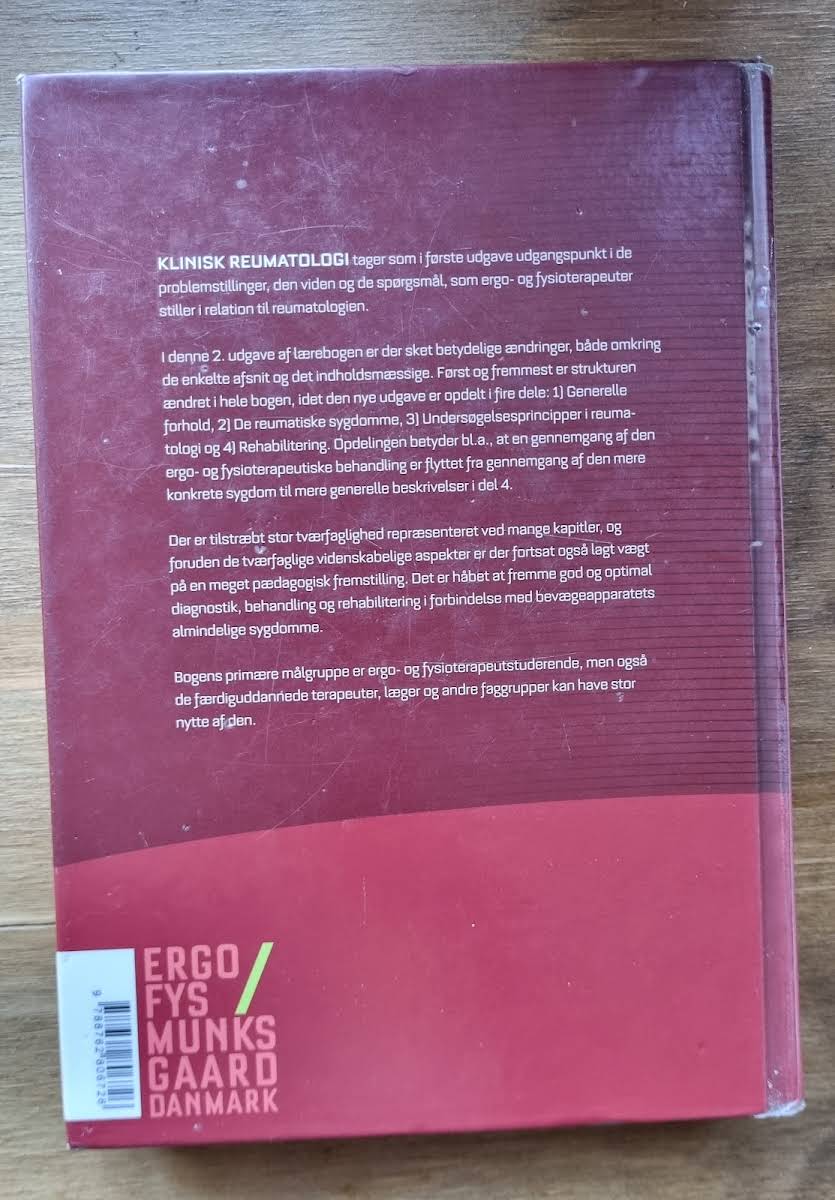 KLINISK REUMATOLOGI tager som i første udgave udgangspunkt i de
problemstillinger, den viden og de spørgsmål, som ergo- og fysioterapeuter
stiller i relation til reumatologien.
I denne 2. udgave af lærebogen er der sket betydelige ændringer, både omkring
de enkelte afsnit og det indholdsmæssige. Først og fremmest er strukturen
ændret i hele bogen, idet den nye udgave er opdelt i fire dele: 1) Generelle
forhold, 2) De reumatiske sygdomme, 3) Undersøgelsesprincipper i reuma-
tologi og 4) Rehabilitering. Opdelingen betyder bl.a., at en gennemgang af den
ergo- og fysioterapeutiske behandling er flyttet fra gennemgang af den mere
konkrete sygdom til mere generelle beskrivelser i del 4.
Der er tilstræbt stor tværfaglighed repræsenteret ved mange kapitler, og
foruden de tværfaglige videnskabelige aspekter er der fortsat også lagt vægt
på en meget pædagogisk fremstilling. Det er håbet at fremme god og optimal
diagnostik, behandling og rehabilitering i forbindelse med bevægeapparatets
almindelige sygdomme.
Bogens primære målgruppe er ergo- og fysioterapeutstuderende, men også
de færdiguddannede terapeuter, læger og andre faggrupper kan have stor
nytte af den.
ERGO /
FYS
MUNKS
GAARD
DANMARK
9 788762 806726